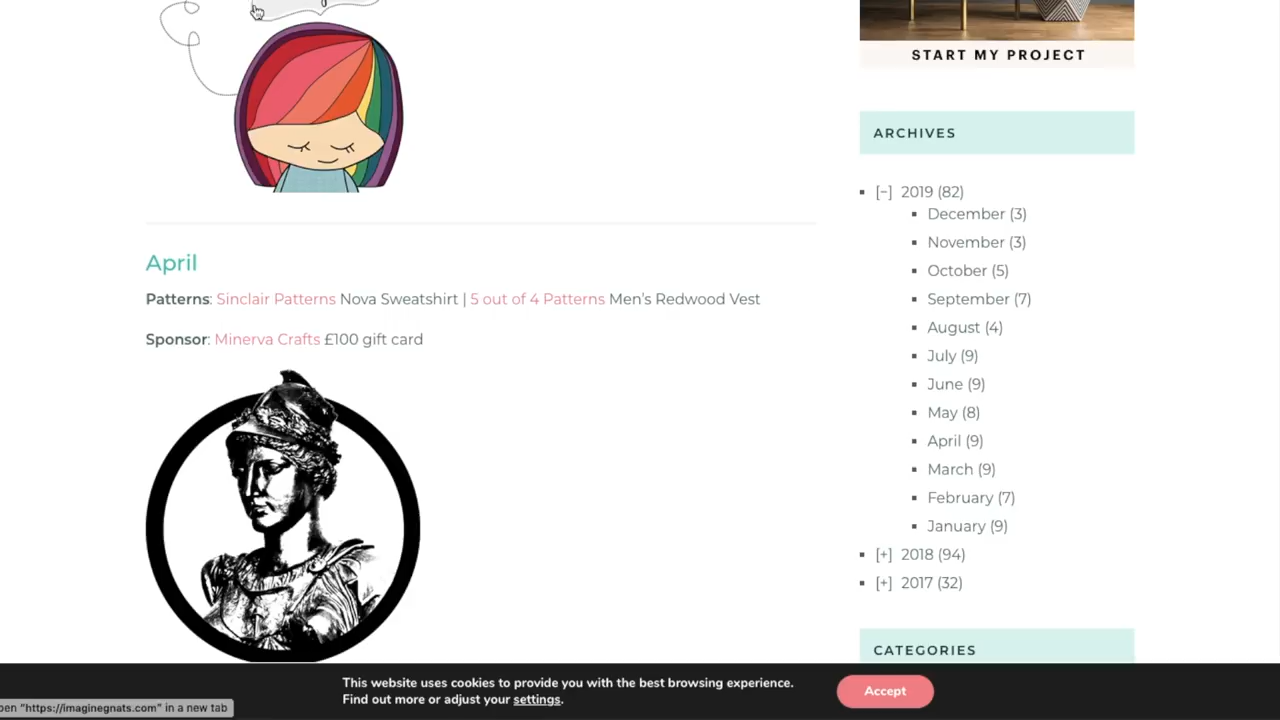 START MY PROJECT
ARCHIVES
[−] 2019 (82)
December (3)
November (3)
October (5)
September (7)
August (4)
July (9)
June (9)
May (8)
April (9)
March (9)
February (7)
January (9)
[+] 2018 (94)
[+] 2017 (32)
CATEGORIES
April
Patterns: Sinclair Patterns Nova Sweatshirt | 5 out of 4 Patterns Men's Redwood Vest
Sponsor: Minerva Crafts £100 gift card
This website uses cookies to provide you with the best browsing experience.
Find out more or adjust your settings.
Accept
pen "https://imaginegnats.com" in a new tab